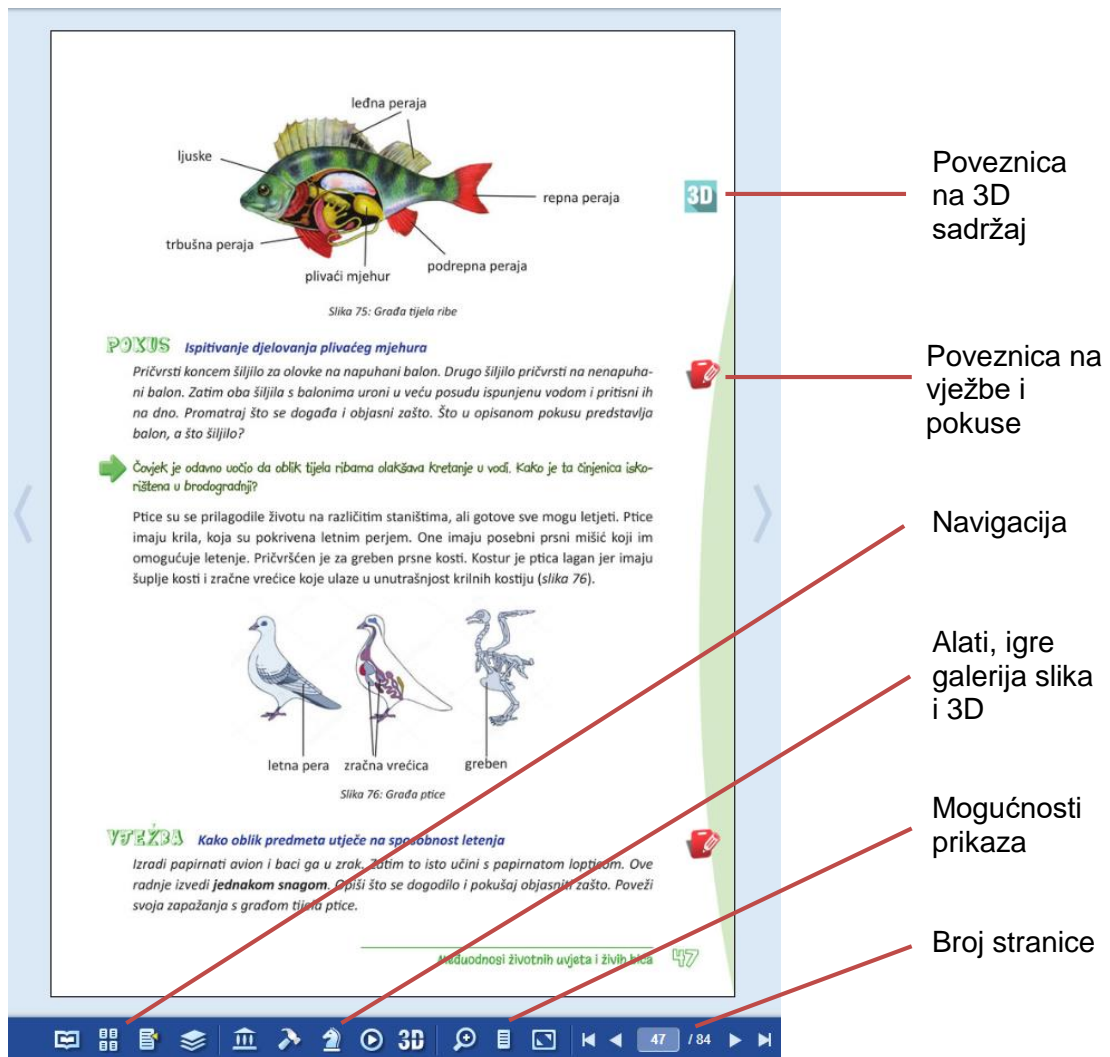 leđna peraja
ljuske
repna peraja
trbušna peraja
plivaći mjehur
podrepna peraja
Slika 75: Građa tijela ribe
3D
Poveznica
na 3D
sadržaj
POKUS Ispitivanje djelovanja plivaćeg mjehura
Pričvrsti koncem šiljilo za olovke na napuhani balon. Drugo šiljilo pričvrsti na nenapuha-
ni balon. Zatim oba šiljila s balonima uroni u veću posudu ispunjenu vodom i pritisni ih
na dno. Promatraj što se događa i objasni zašto. Što u opisanom pokusu predstavlja
balon, a što šiljilo?
Poveznica na
vježbe i
pokuse
Čovjek je odavno uočio da oblik tijela ribama olakšava kretanje u vodi. Kako je ta činjenica isko-
rištena u brodogradnji?
Ptice su se prilagodile životu na različitim staništima, ali gotove sve mogu letjeti. Ptice
imaju krila, koja su pokrivena letnim perjem. One imaju posebni prsni mišić koji im
omogućuje letenje. Pričvršćen je za greben prsne kosti. Kostur je ptica lagan jer imaju
šuplje kosti i zračne vrećice koje ulaze u unutrašnjost krilnih kostiju (slika 76).
Navigacija
letna pera zračna vrećica greben
Slika 76: Građa ptice
Alati, igre
galerija slika
i 3D
VJEŽBA Kako oblik predmeta utječe na sposobnost letenja
Izradi papirnati avion i baci ga u zrak. Zatim to isto učini s papirnatom lopticom. Ove
radnje izvedi jednakom snagom. Opiši što se dogodilo i pokušaj objasniti zašto. Poveži
svoja zapažanja s građom tijela ptice.
Mogućnosti
prikaza
Međuodnosi životnih uvjeta i živih bića 47
Broj stranice
3D 47 / 84